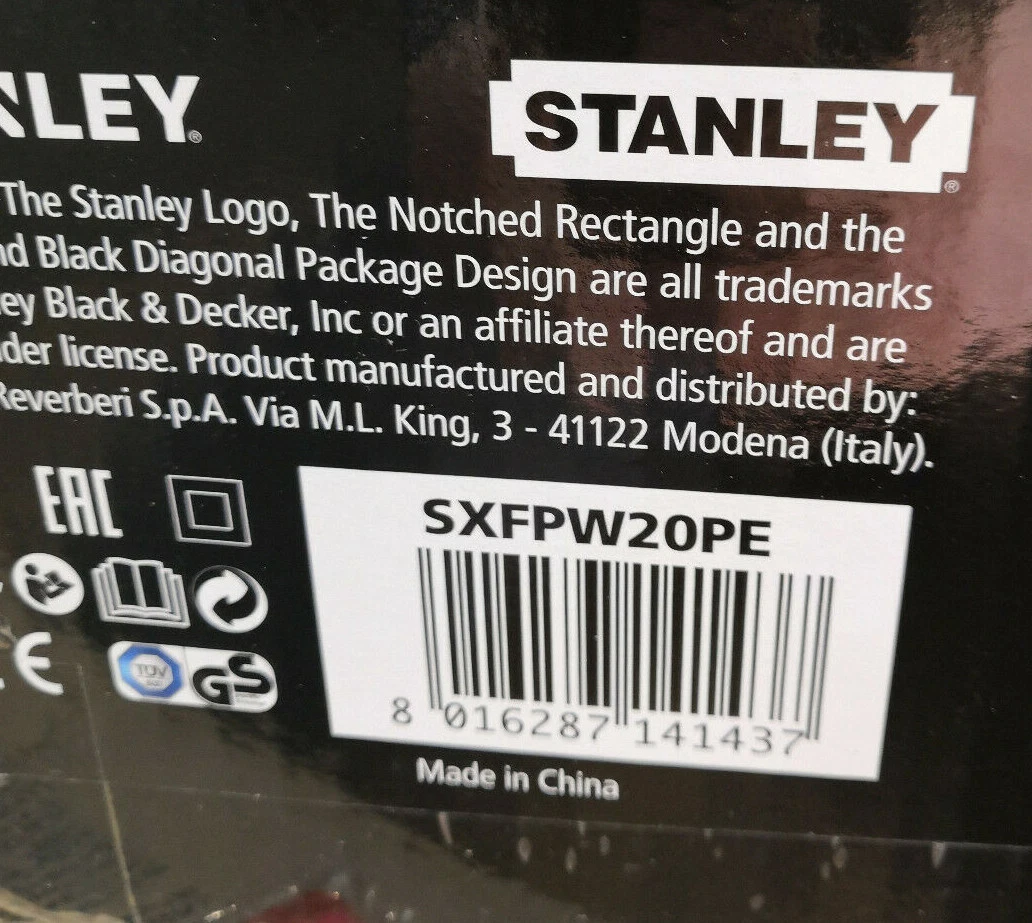 NLEY®
STANLEY®
The Stanley Logo, The Notched Rectangle and the
nd Black Diagonal Package Design are all trademarks
ey Black & Decker, Inc or an affiliate thereof and are
der license. Product manufactured and distributed by:
Reverberi S.p.A. Via M.L. King, 3 - 41122 Modena (Italy).
EAC
SXFPW20PE
CE
TÜV
GS
8 016287 141437
Made in China